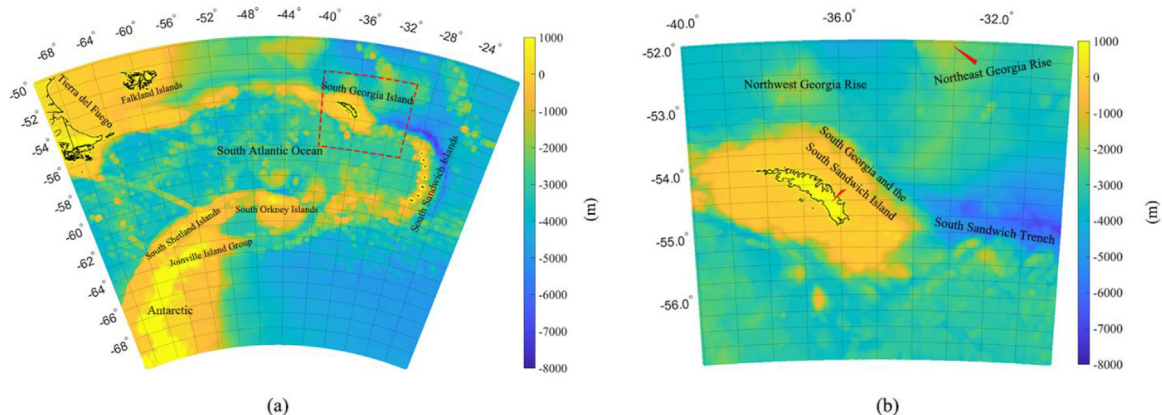 -68 -64 -60 -56 -52 -48 -44 -40 -36 -32 -28 -24
-50
-52
-54
-56
-58
-60
-62
-64
-66
-68
Tierra del Fuego
Falkland Islands
South Georgia Island
South Atlantic Ocean
South Sandwich Islands
South Orkney Islands
South Shetland Islands
Joinville Island Group
Antarctic
1000
0
-1000
-2000
-3000
-4000
-5000
-6000
-7000
-8000
(m)
(a)
-40.0° -36.0° -32.0°
-52.0°
-53.0°
-54.0°
-55.0°
-56.0°
Northwest Georgia Rise
Northeast Georgia Rise
South Georgia and the
South Sandwich Island
South Sandwich Trench
1000
0
-1000
-2000
-3000
-4000
-5000
-6000
-7000
-8000
(m)
(b)